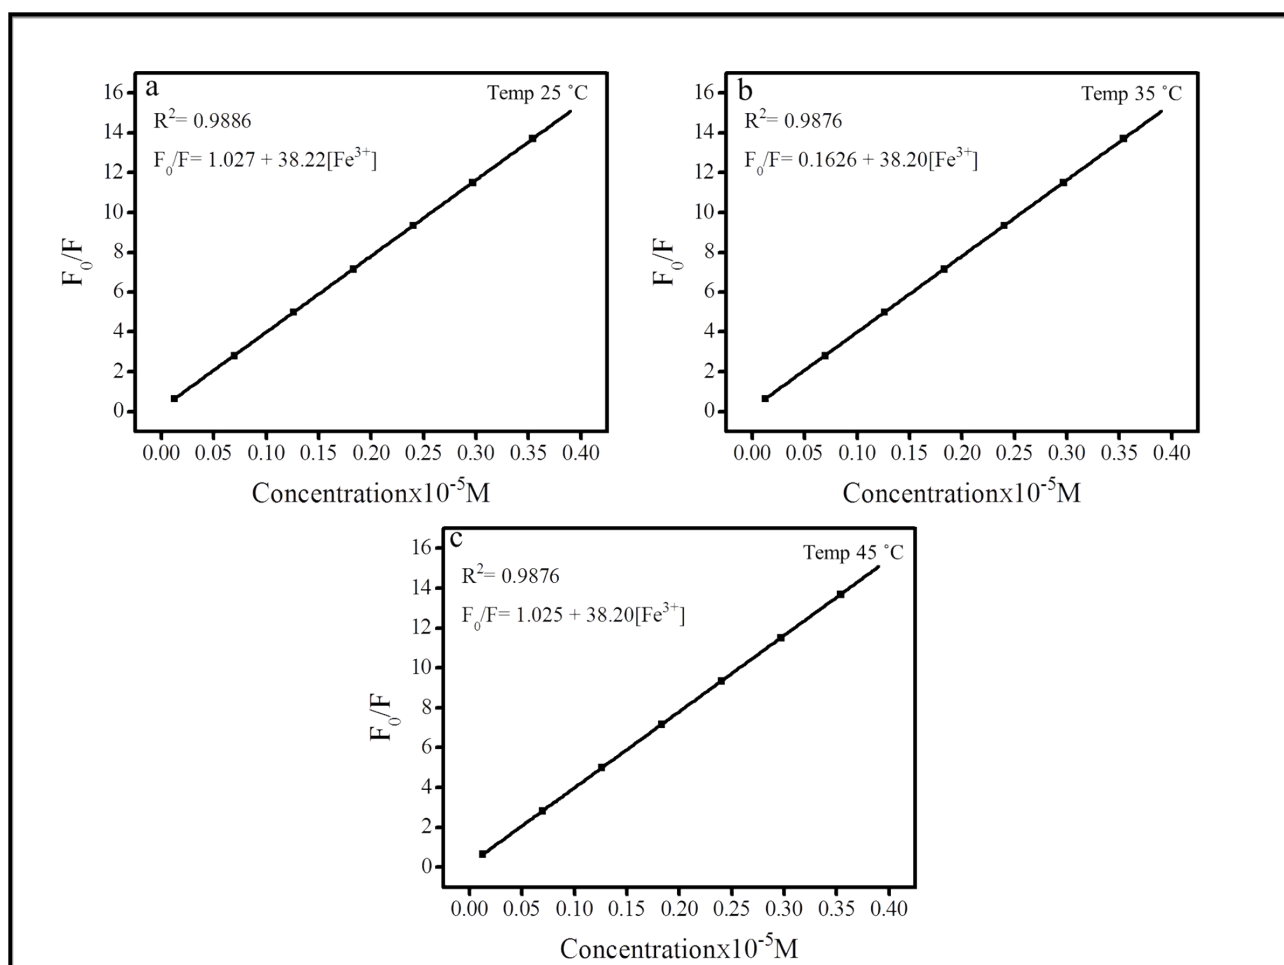 a
Temp 25 ˚C
R²= 0.9886
F₀/F= 1.027 + 38.22[Fe³⁺]
F₀/F
16
14
12
10
8
6
4
2
0
0.00 0.05 0.10 0.15 0.20 0.25 0.30 0.35 0.40
Concentrationx10⁻⁵M
b
Temp 35 ˚C
R²= 0.9876
F₀/F= 0.1626 + 38.20[Fe³⁺]
F₀/F
16
14
12
10
8
6
4
2
0
0.00 0.05 0.10 0.15 0.20 0.25 0.30 0.35 0.40
Concentrationx10⁻⁵M
c
Temp 45 ˚C
R²= 0.9876
F₀/F= 1.025 + 38.20[Fe³⁺]
F₀/F
16
14
12
10
8
6
4
2
0
0.00 0.05 0.10 0.15 0.20 0.25 0.30 0.35 0.40
Concentrationx10⁻⁵M